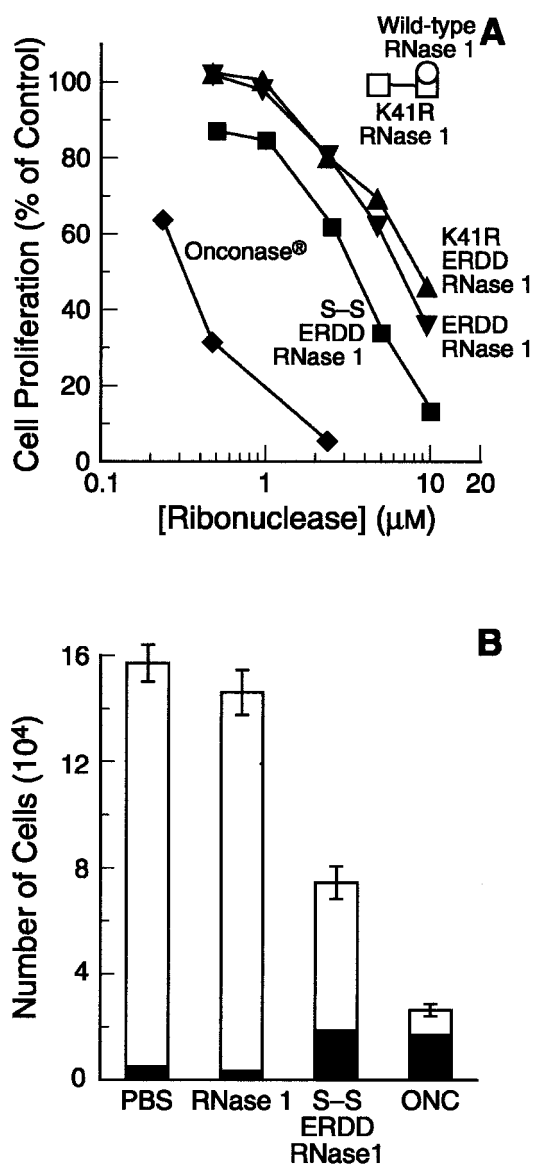 A
Wild-type
RNase 1
K41R
RNase 1
Onconase®
K41R
ERDD
RNase 1
S–S
ERDD
RNase 1
ERDD
RNase 1
Cell Proliferation (% of Control)
100
80
60
40
20
0
0.1
1
10
20
[Ribonuclease] (μM)
B
Number of Cells (10⁴)
16
12
8
4
0
PBS
RNase 1
S–S
ERDD
RNase1
ONC